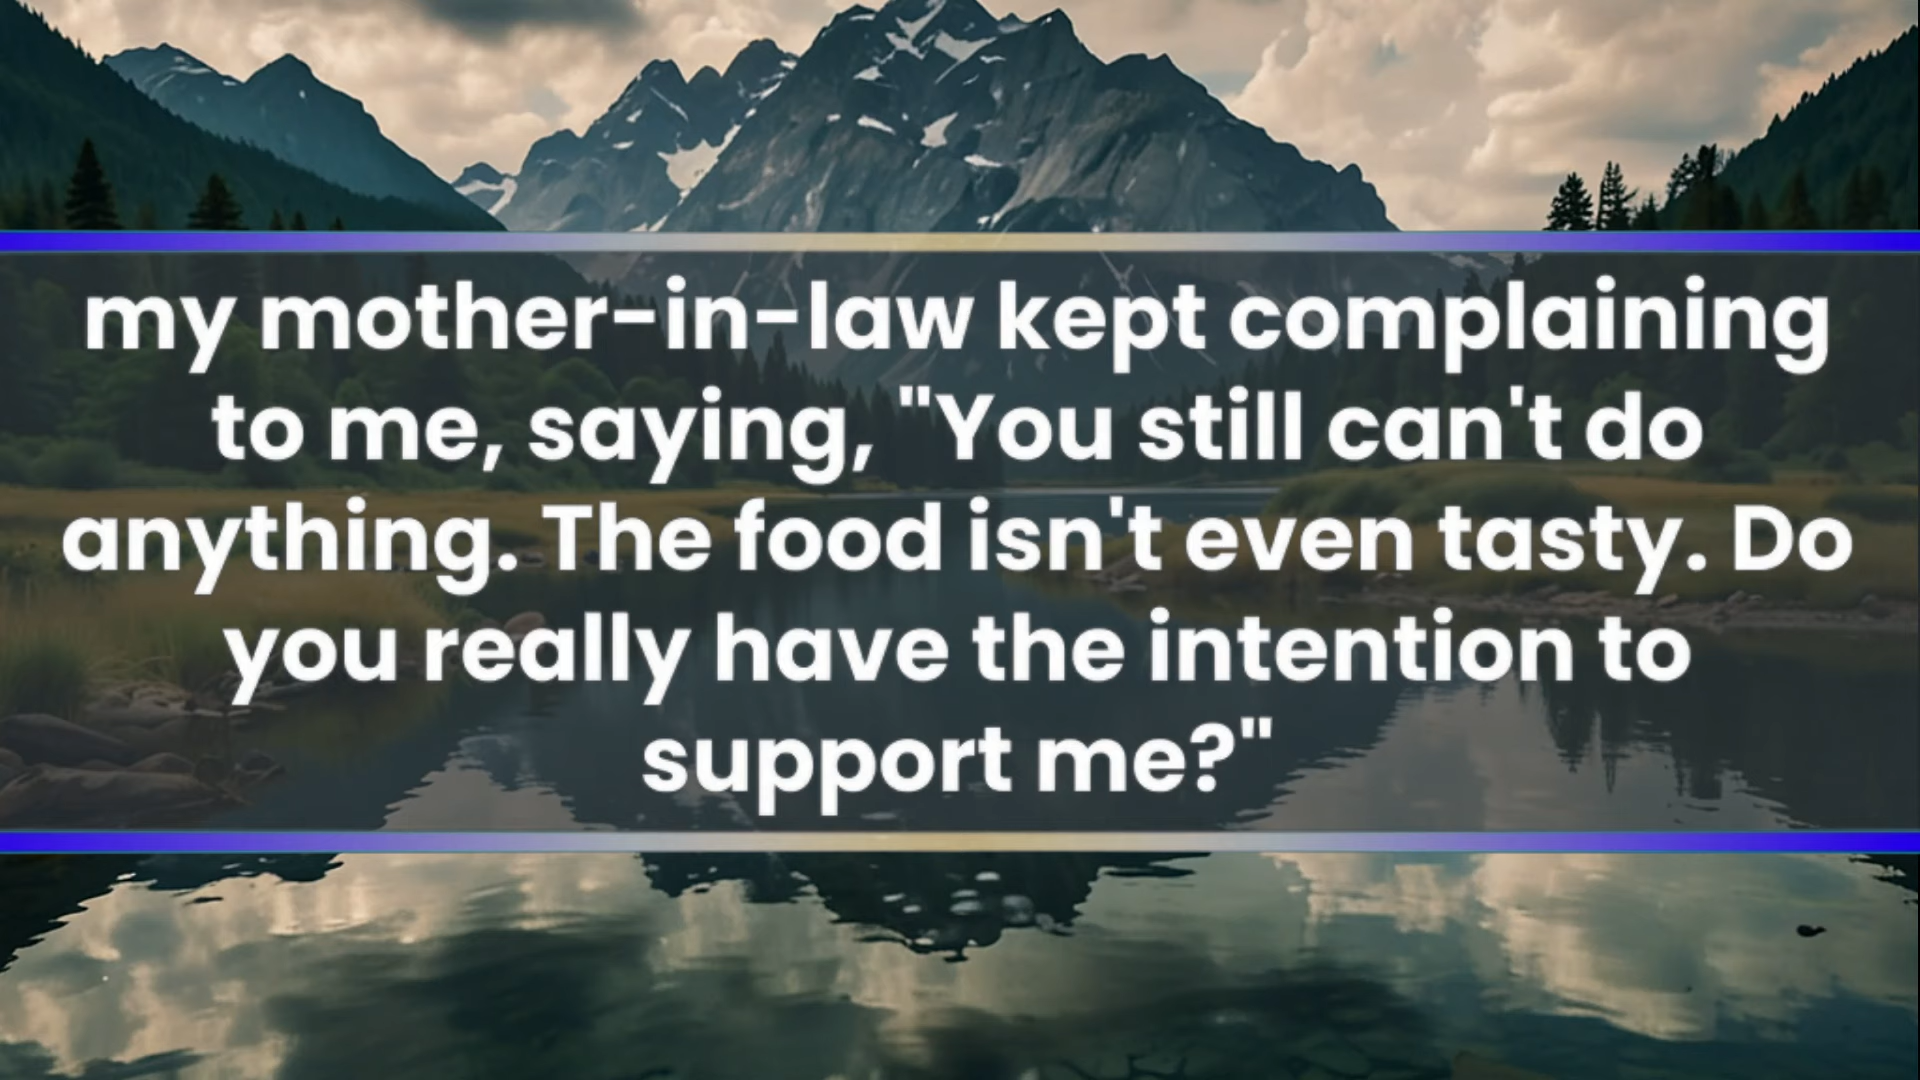 my mother-in-law kept complaining
to me, saying, "You still can't do
anything. The food isn't even tasty. Do
you really have the intention to
support me?"